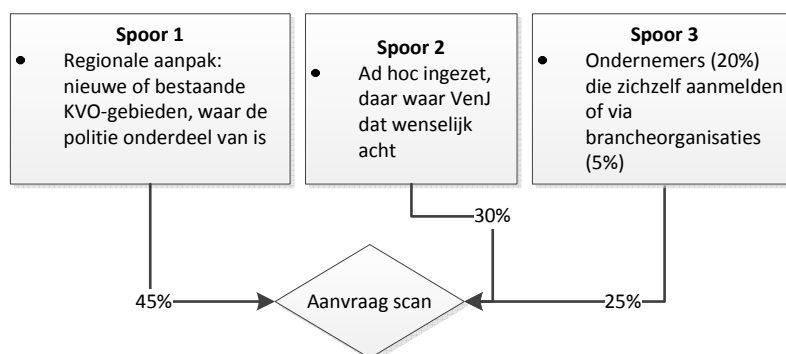 Spoor 1
• Regionale aanpak:
nieuwe of bestaande
KVO-gebieden, waar de
politie onderdeel van is
Spoor 2
• Ad hoc ingezet,
daar waar VenJ
dat wenselijk
acht
Spoor 3
• Ondernemers (20%)
die zichzelf aanmelden
of via
brancheorganisaties
(5%)
30%
45%
Aanvraag scan
25%